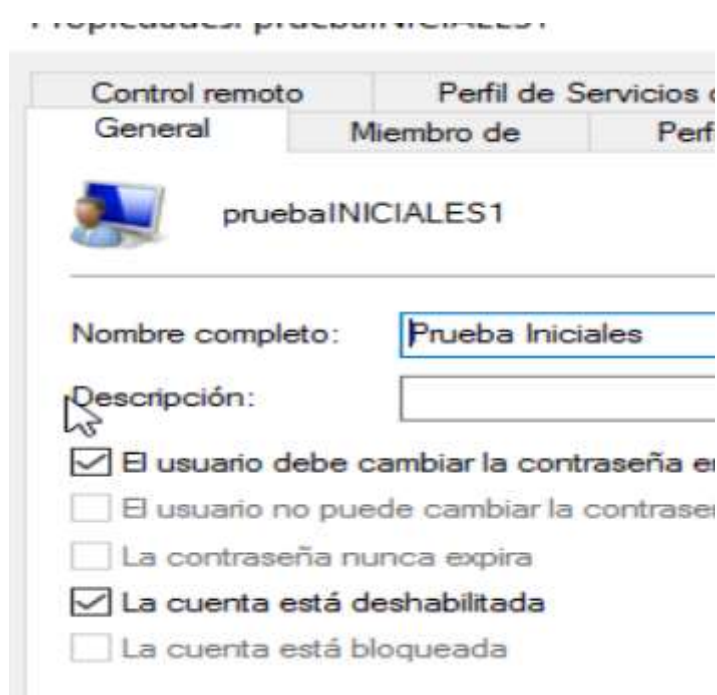 Propiedades: pruebaINICIALES1
Control remoto Perfil de Servicios
General Miembro de
pruebaINICIALES1
Nombre completo: Prueba Iniciales
Descripción:
El usuario debe cambiar la contraseña
El usuario no puede cambiar la
La contraseña nunca expira
La cuenta está deshabilitada
La cuenta está bloqueada